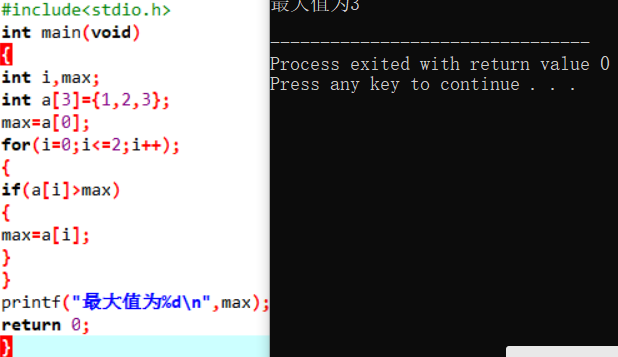 #include<stdio.h>
int main(void)
{
int i,max;
int a[3]={1,2,3};
max=a[0];
for(i=0;i<=2;i++);
{
if(a[i]>max)
{
max=a[i];
}
}
printf("最大值为%d\n",max);
return 0;
}
最大值为3
--------------------------------
Process exited with return value 0
Press any key to continue . . .